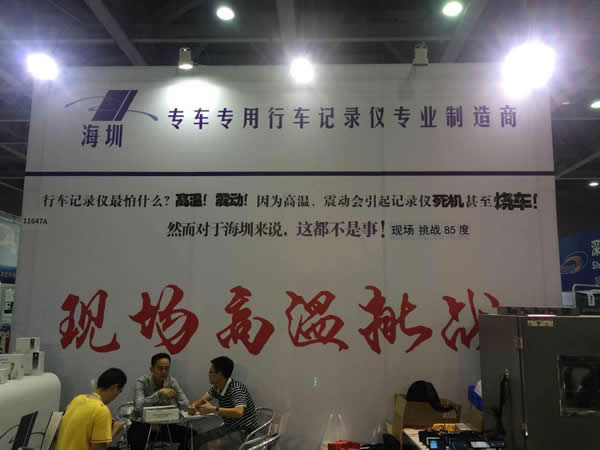 海圳
专车专用行车记录仪专业制造商
行车记录仪最怕什么？高温！震动！因为高温、震动会引起记录仪死机甚至烧车！
11647A
然而对于海圳来说，这都不是事！现场 挑战 85 度
现场高温挑战
深
Sh